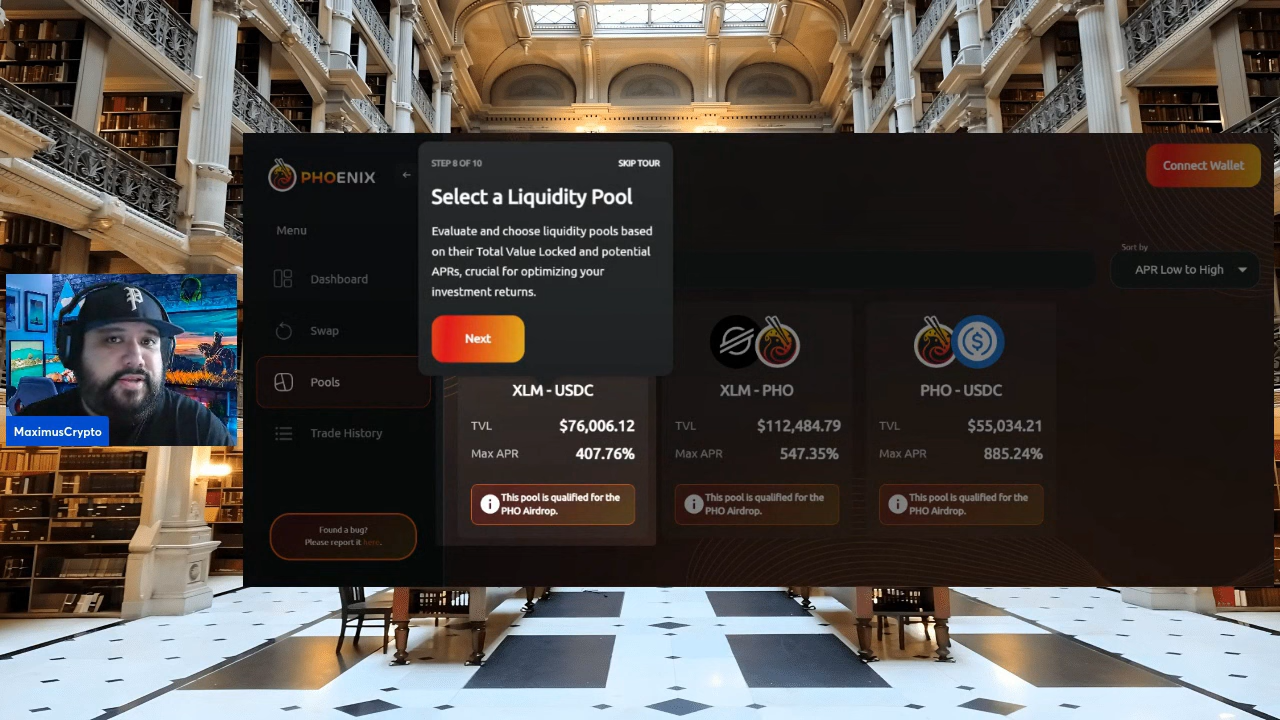 STEP 8 OF 10
SKIP TOUR
Select a Liquidity Pool
Evaluate and choose liquidity pools based
on their Total Value Locked and potential
APRs, crucial for optimizing your
investment returns.
Next
PHOENIX
Menu
Dashboard
Swap
Pools
Trade History
Found a bug?
Please report it here.
Connect Wallet
Sort by
APR Low to High
XLM - USDC
TVL $76,006.12
Max APR 407.76%
This pool is qualified for the
PHO Airdrop.
XLM - PHO
TVL $112,484.79
Max APR 547.35%
This pool is qualified for the
PHO Airdrop.
PHO - USDC
TVL $55,034.21
Max APR 885.24%
This pool is qualified for the
PHO Airdrop.
P
MaximusCrypto